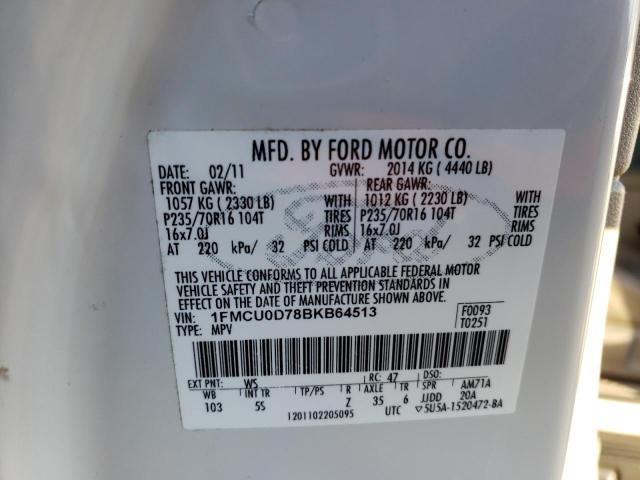 MFD. BY FORD MOTOR CO.
DATE: 02/11 GVWR: 2014 KG ( 4440 LB)
FRONT GAWR: REAR GAWR:
1057 KG ( 2330 LB) WITH 1012 KG ( 2230 LB) WITH
P235/70R16 104T TIRES P235/70R16 104T TIRES
16x7.0J RIMS 16x7.0J RIMS
AT 220 kPa/ 32 PSI COLD AT 220 kPa/ 32 PSI COLD
Ford
THIS VEHICLE CONFORMS TO ALL APPLICABLE FEDERAL MOTOR
VEHICLE SAFETY AND THEFT PREVENTION STANDARDS IN
EFFECT ON THE DATE OF MANUFACTURE SHOWN ABOVE.
VIN: 1FMCU0D78BKB64513 F0093
TYPE: MPV T0251
EXT PNT: WS RC: 47 DSO:
WB INT TR TP/PS R AXLE TR SPR AM71A
103 5S Z 35 6 JJDD 20A
1201102205095 UTC ▽5U5A-1520472-BA